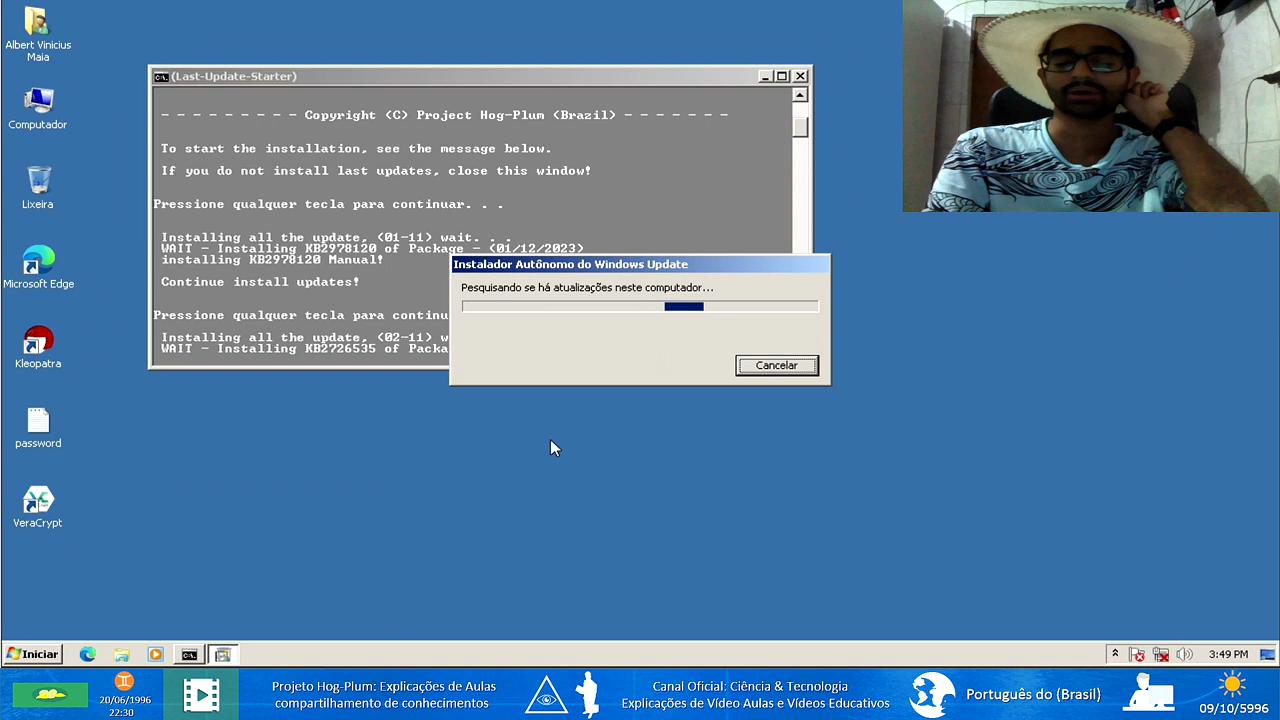 Albert Vinicius
Maia
Computador
Lixeira
Microsoft Edge
Kleopatra
password
VeraCrypt
(Last-Update-Starter)
- - - - - - - - - Copyright (C) Project Hog-Plum (Brazil) - - - - - - -
To start the installation, see the message below.
If you do not install last updates, close this window!
Pressione qualquer tecla para continuar. . .
Installing all the update, (01-11) wait. . .
WAIT - Installing KB2978120 of Package - (01/12/2023)
installing KB2978120 Manual!
Continue install updates!
Pressione qualquer tecla para continu
Installing all the update, (02-11) w
WAIT - Installing KB2726535 of Packa
Instalador Autônomo do Windows Update
Pesquisando se há atualizações neste computador...
Cancelar
Iniciar
3:49 PM
20/06/1996
22:30
Projeto Hog-Plum: Explicações de Aulas
compartilhamento de conhecimentos
Canal Oficial: Ciência & Tecnologia
Explicações de Vídeo Aulas e Vídeos Educativos
Português do (Brasil)
09/10/5996